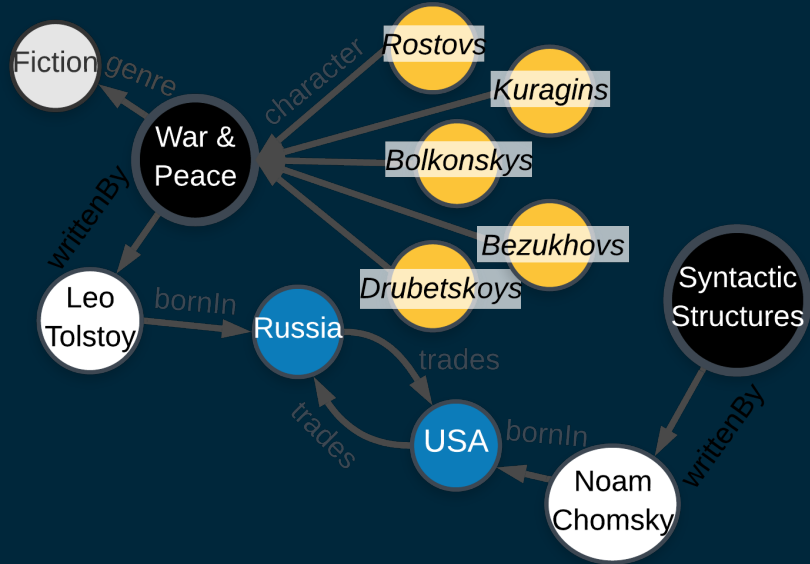 Rostovs
Fiction
genre
character
Kuragins
War &
Peace
Bolkonskys
writtenBy
Bezukhovs
Drubetskoys
Syntactic
Structures
Leo
Tolstoy
bornIn
Russia
trades
trades
USA
bornIn
writtenBy
Noam
Chomsky